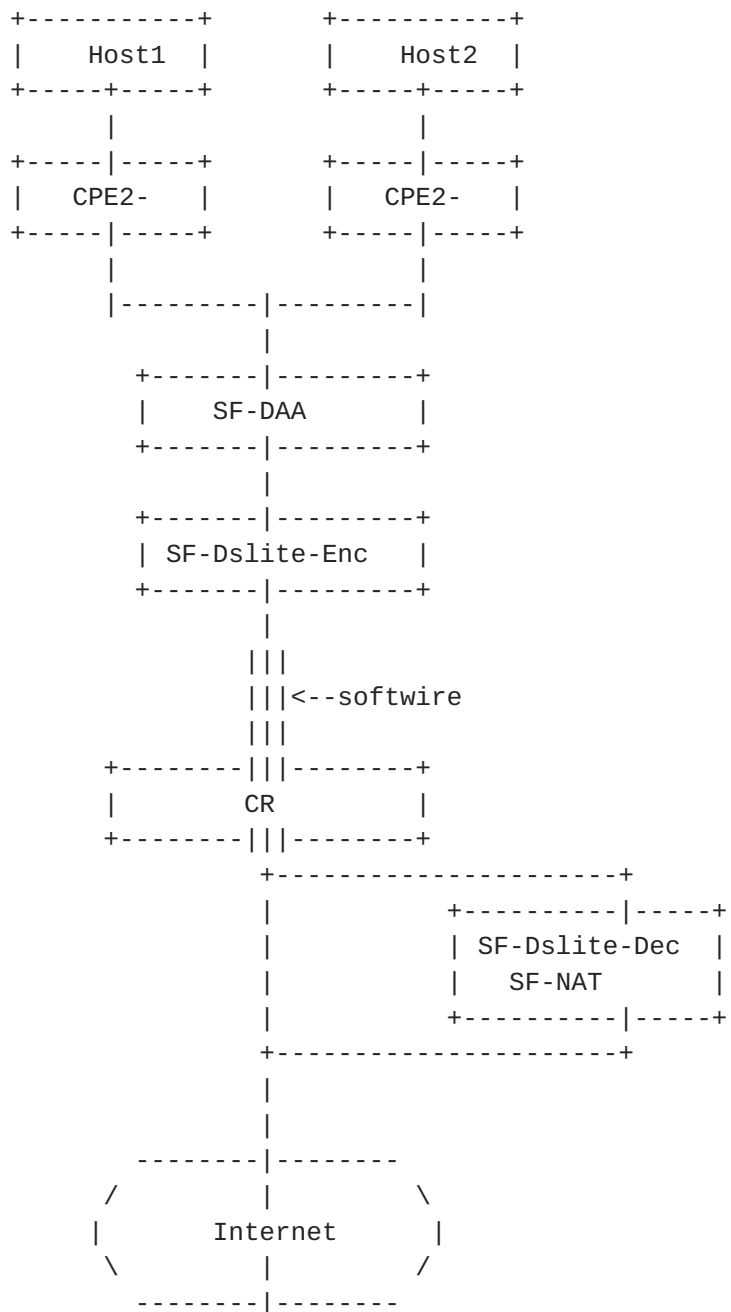 Host1 Host2
CPE2- CPE2-
SF-DAA
SF-Dslite-Enc
<--softwire
CR
SF-Dslite-Dec
SF-NAT
Internet